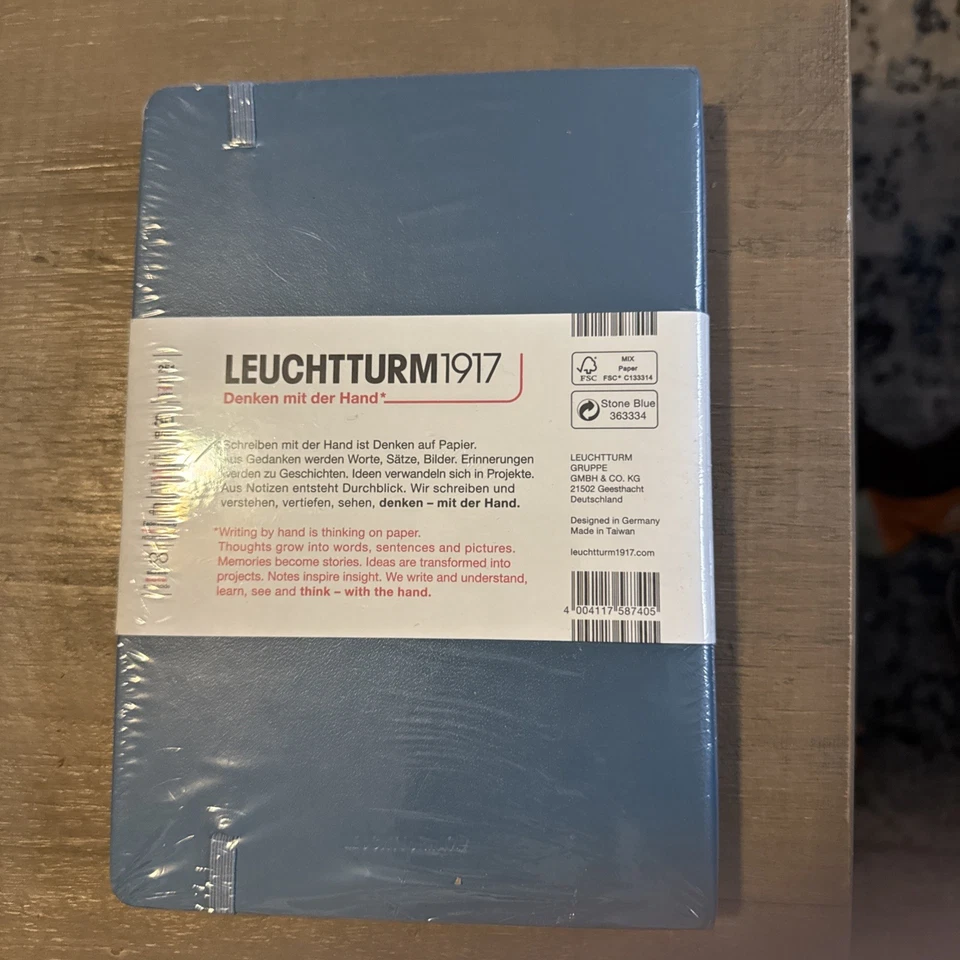 LEUCHTTURM1917
Denken mit der Hand*
Schreiben mit der Hand ist Denken auf Papier.
Aus Gedanken werden Worte, Sätze, Bilder. Erinnerungen
werden zu Geschichten. Ideen verwandeln sich in Projekte.
Aus Notizen entsteht Durchblick. Wir schreiben und
verstehen, vertiefen, sehen, denken – mit der Hand.
*Writing by hand is thinking on paper.
Thoughts grow into words, sentences and pictures.
Memories become stories. Ideas are transformed into
projects. Notes inspire insight. We write and understand,
learn, see and think – with the hand.
FSC
MIX
Paper
FSC® C133314
Stone Blue
363334
LEUCHTTURM
GRUPPE
GMBH & CO. KG
21502 Geesthacht
Deutschland
Designed in Germany
Made in Taiwan
leuchtturm1917.com
4 004117 587405